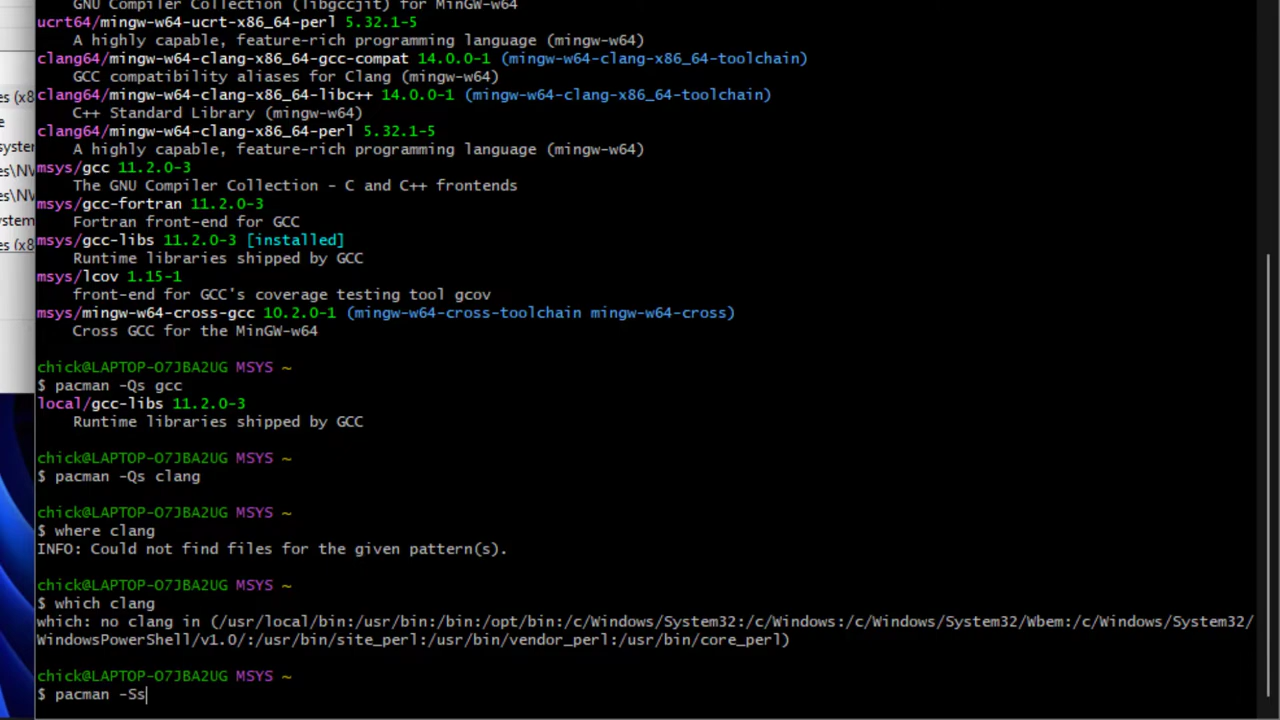 GNU Compiler Collection (libgccjit) for MinGW-w64
ucrt64/mingw-w64-ucrt-x86_64-perl 5.32.1-5
A highly capable, feature-rich programming language (mingw-w64)
clang64/mingw-w64-clang-x86_64-gcc-compat 14.0.0-1 (mingw-w64-clang-x86_64-toolchain)
GCC compatibility aliases for Clang (mingw-w64)
clang64/mingw-w64-clang-x86_64-libc++ 14.0.0-1 (mingw-w64-clang-x86_64-toolchain)
C++ Standard Library (mingw-w64)
clang64/mingw-w64-clang-x86_64-perl 5.32.1-5
A highly capable, feature-rich programming language (mingw-w64)
msys/gcc 11.2.0-3
The GNU Compiler Collection - C and C++ frontends
msys/gcc-fortran 11.2.0-3
Fortran front-end for GCC
msys/gcc-libs 11.2.0-3 [installed]
Runtime libraries shipped by GCC
msys/lcov 1.15-1
front-end for GCC's coverage testing tool gcov
msys/mingw-w64-cross-gcc 10.2.0-1 (mingw-w64-cross-toolchain mingw-w64-cross)
Cross GCC for the MinGW-w64
chick@LAPTOP-O7JBA2UG MSYS ~
$ pacman -Qs gcc
local/gcc-libs 11.2.0-3
Runtime libraries shipped by GCC
chick@LAPTOP-O7JBA2UG MSYS ~
$ pacman -Qs clang
chick@LAPTOP-O7JBA2UG MSYS ~
$ where clang
INFO: Could not find files for the given pattern(s).
chick@LAPTOP-O7JBA2UG MSYS ~
$ which clang
which: no clang in (/usr/local/bin:/usr/bin:/bin:/opt/bin:/c/Windows/System32:/c/Windows:/c/Windows/System32/Wbem:/c/Windows/System32/
WindowsPowerShell/v1.0/:/usr/bin/site_perl:/usr/bin/vendor_perl:/usr/bin/core_perl)
chick@LAPTOP-O7JBA2UG MSYS ~
$ pacman -Ss